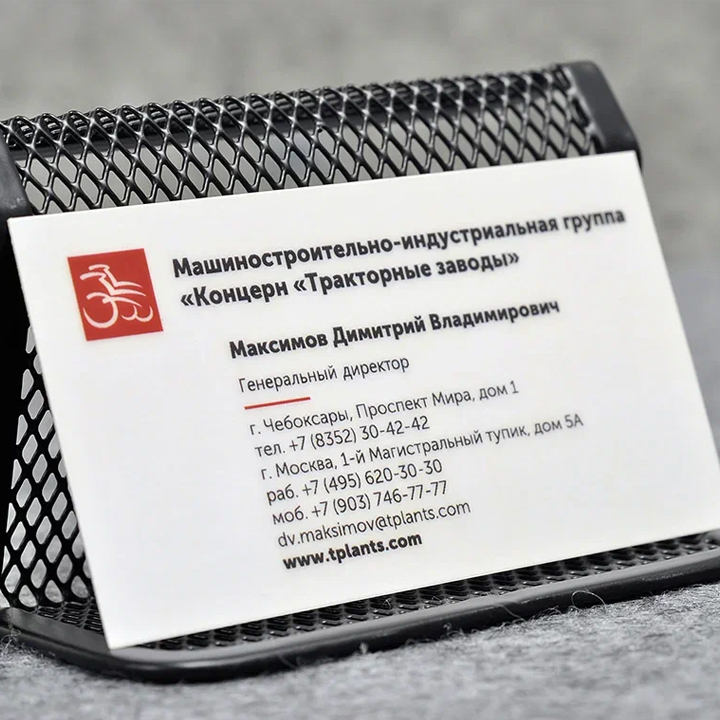 Машиностроительно-индустриальная группа
«Концерн «Тракторные заводы»
Максимов Димитрий Владимирович
Генеральный директор
г. Чебоксары, Проспект Мира, дом 1
тел. +7 (8352) 30-42-42
г. Москва, 1-й Магистральный тупик, дом 5А
раб. +7 (495) 620-30-30
моб. +7 (903) 746-77-77
dv.maksimov@tplants.com
www.tplants.com